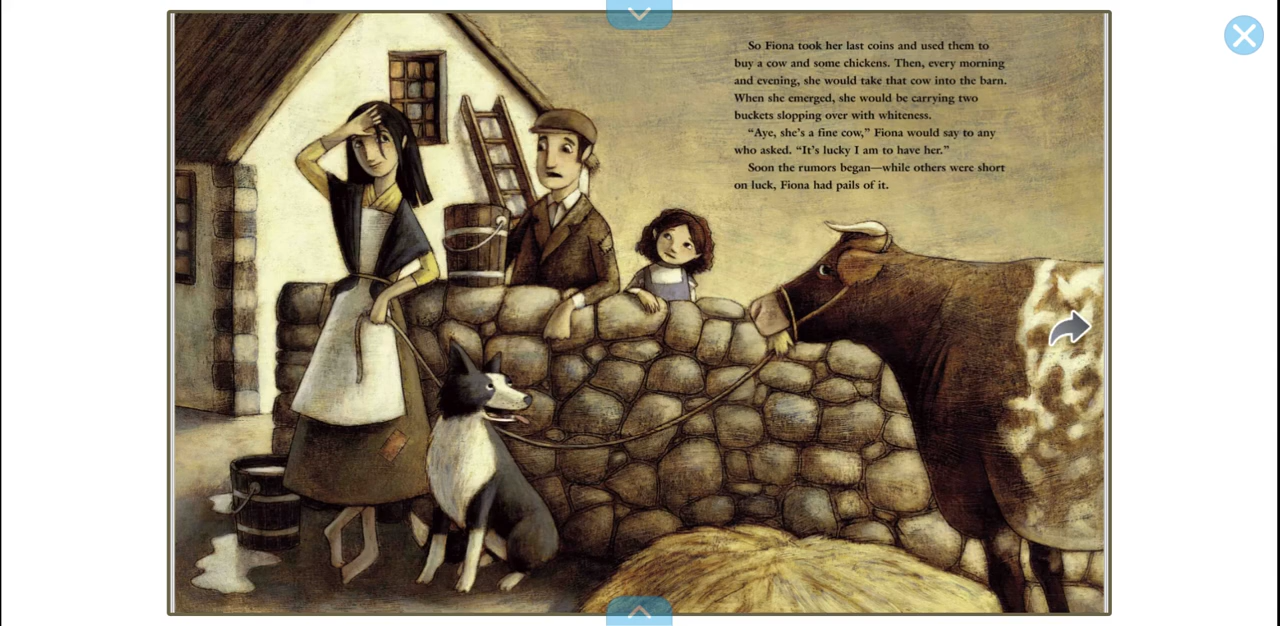 So Fiona took her last coins and used them to
buy a cow and some chickens. Then, every morning
and evening, she would take that cow into the barn.
When she emerged, she would be carrying two
buckets slopping over with whiteness.
“Aye, she’s a fine cow,” Fiona would say to any
who asked. “It’s lucky I am to have her.”
Soon the rumors began—while others were short
on luck, Fiona had pails of it.